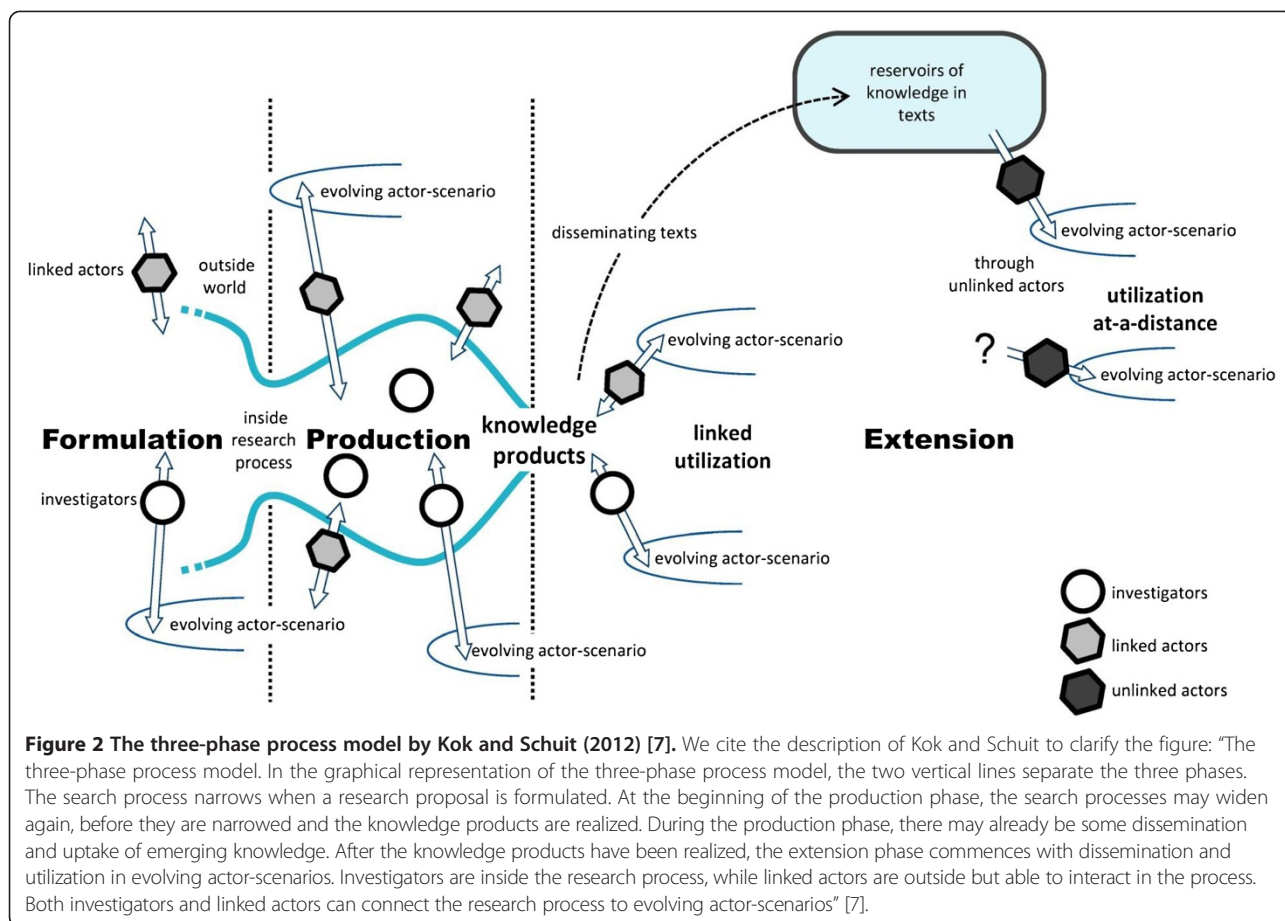 reservoirs of
knowledge in
texts
evolving actor-scenario
linked actors
outside
world
disseminating texts
evolving actor-scenario
through
unlinked actors
utilization
at-a-distance
evolving actor-scenario
?
evolving actor-scenario
Formulation
inside
research
process
Production
knowledge
products
linked
utilization
Extension
investigators
evolving actor-scenario
evolving actor-scenario
evolving actor-scenario
investigators
linked actors
unlinked actors
Figure 2 The three-phase process model by Kok and Schuit (2012) [7]. We cite the description of Kok and Schuit to clarify the figure: “The
three-phase process model. In the graphical representation of the three-phase process model, the two vertical lines separate the three phases.
The search process narrows when a research proposal is formulated. At the beginning of the production phase, the search processes may widen
again, before they are narrowed and the knowledge products are realized. During the production phase, there may already be some dissemination
and uptake of emerging knowledge. After the knowledge products have been realized, the extension phase commences with dissemination and
utilization in evolving actor-scenarios. Investigators are inside the research process, while linked actors are outside but able to interact in the process.
Both investigators and linked actors can connect the research process to evolving actor-scenarios” [7].